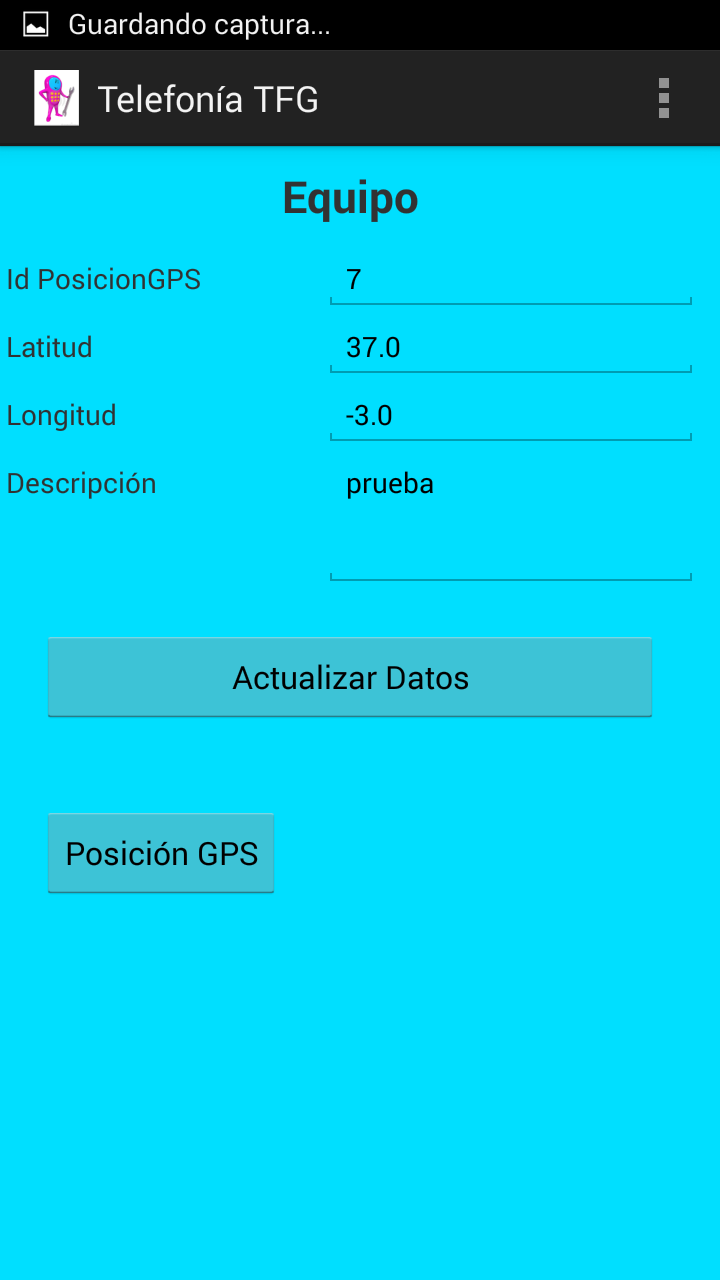 Guardando captura...
Telefonía TFG
Equipo
Id PosicionGPS 7
Latitud 37.0
Longitud -3.0
Descripción prueba
Actualizar Datos
Posición GPS